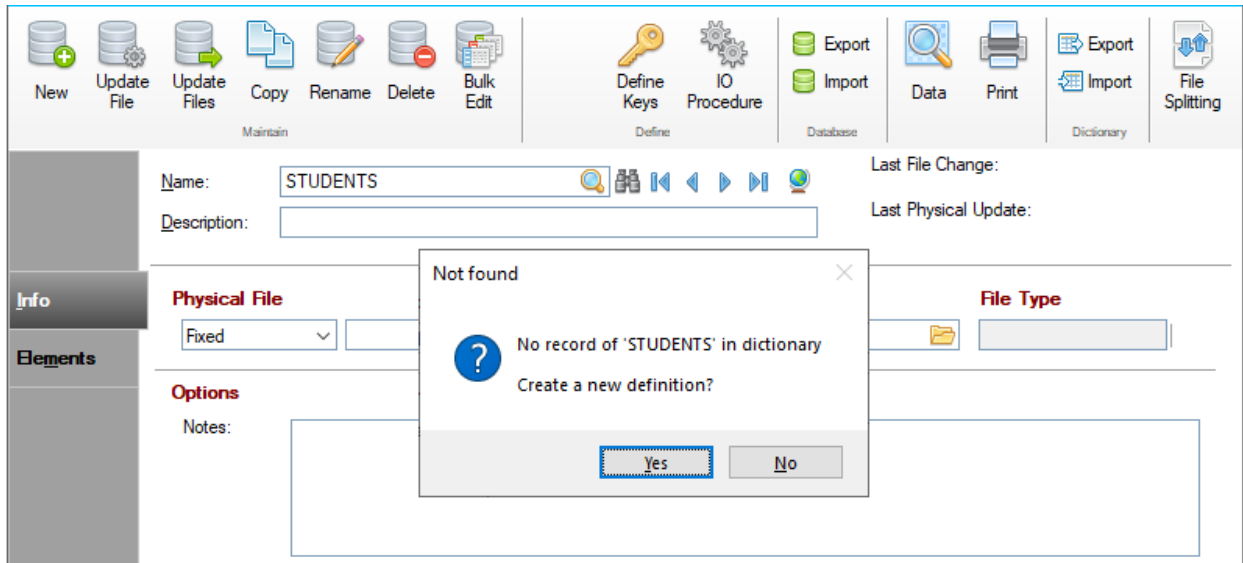 New
Update
File
Update
Files
Copy
Rename
Delete
Bulk
Edit
Maintain
Define
Keys
IO
Procedure
Define
Export
Import
Database
Data
Print
Export
Import
Dictionary
File
Splitting
Name:
STUDENTS
Last File Change:
Description:
Last Physical Update:
Info
Elements
Physical File
File Type
Fixed
Options
Notes:
Not found
No record of 'STUDENTS' in dictionary
Create a new definition?
Yes
No